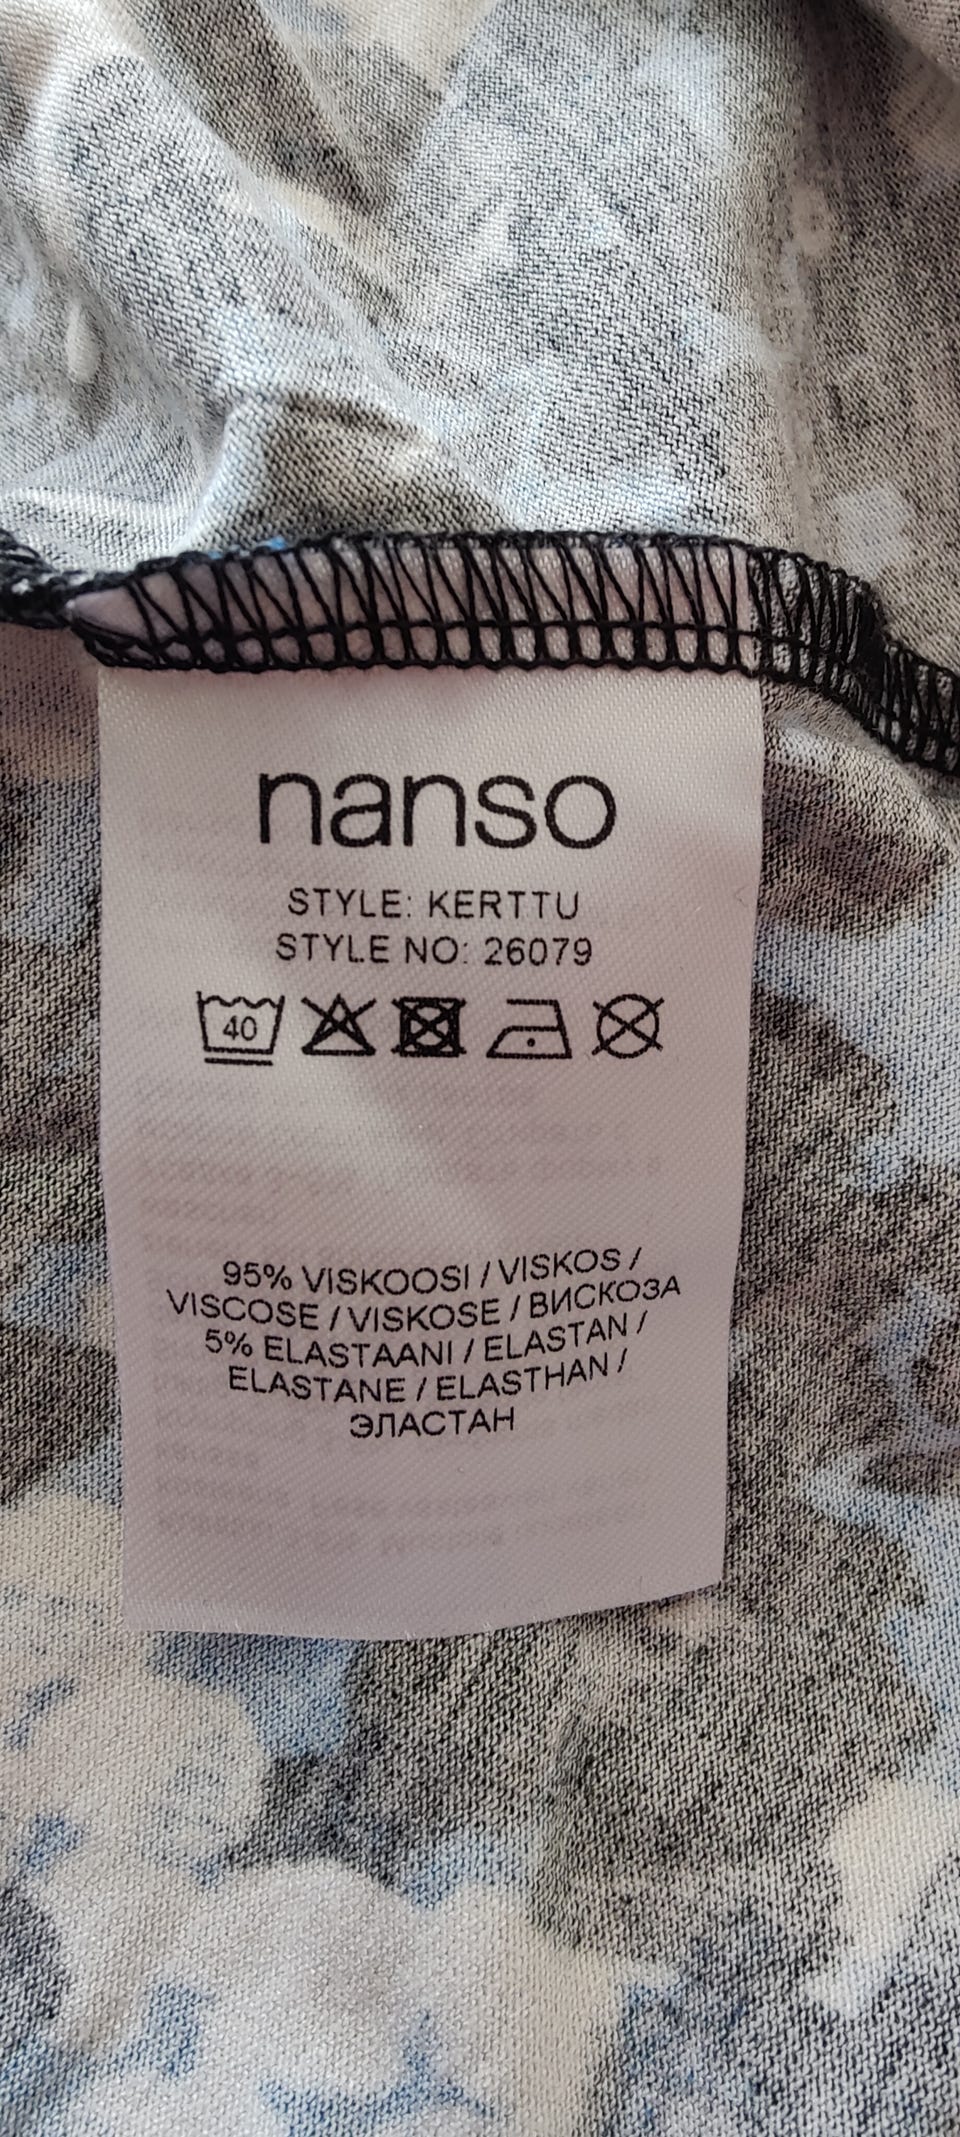 nanso
STYLE: KERTTU
STYLE NO: 26079
40
95% VISKOOSI / VISKOS /
VISCOSE / VISKOSE / ВИСКОЗА
5% ELASTAANI / ELASTAN /
ELASTANE / ELASTHAN /
ЭЛАСТАН